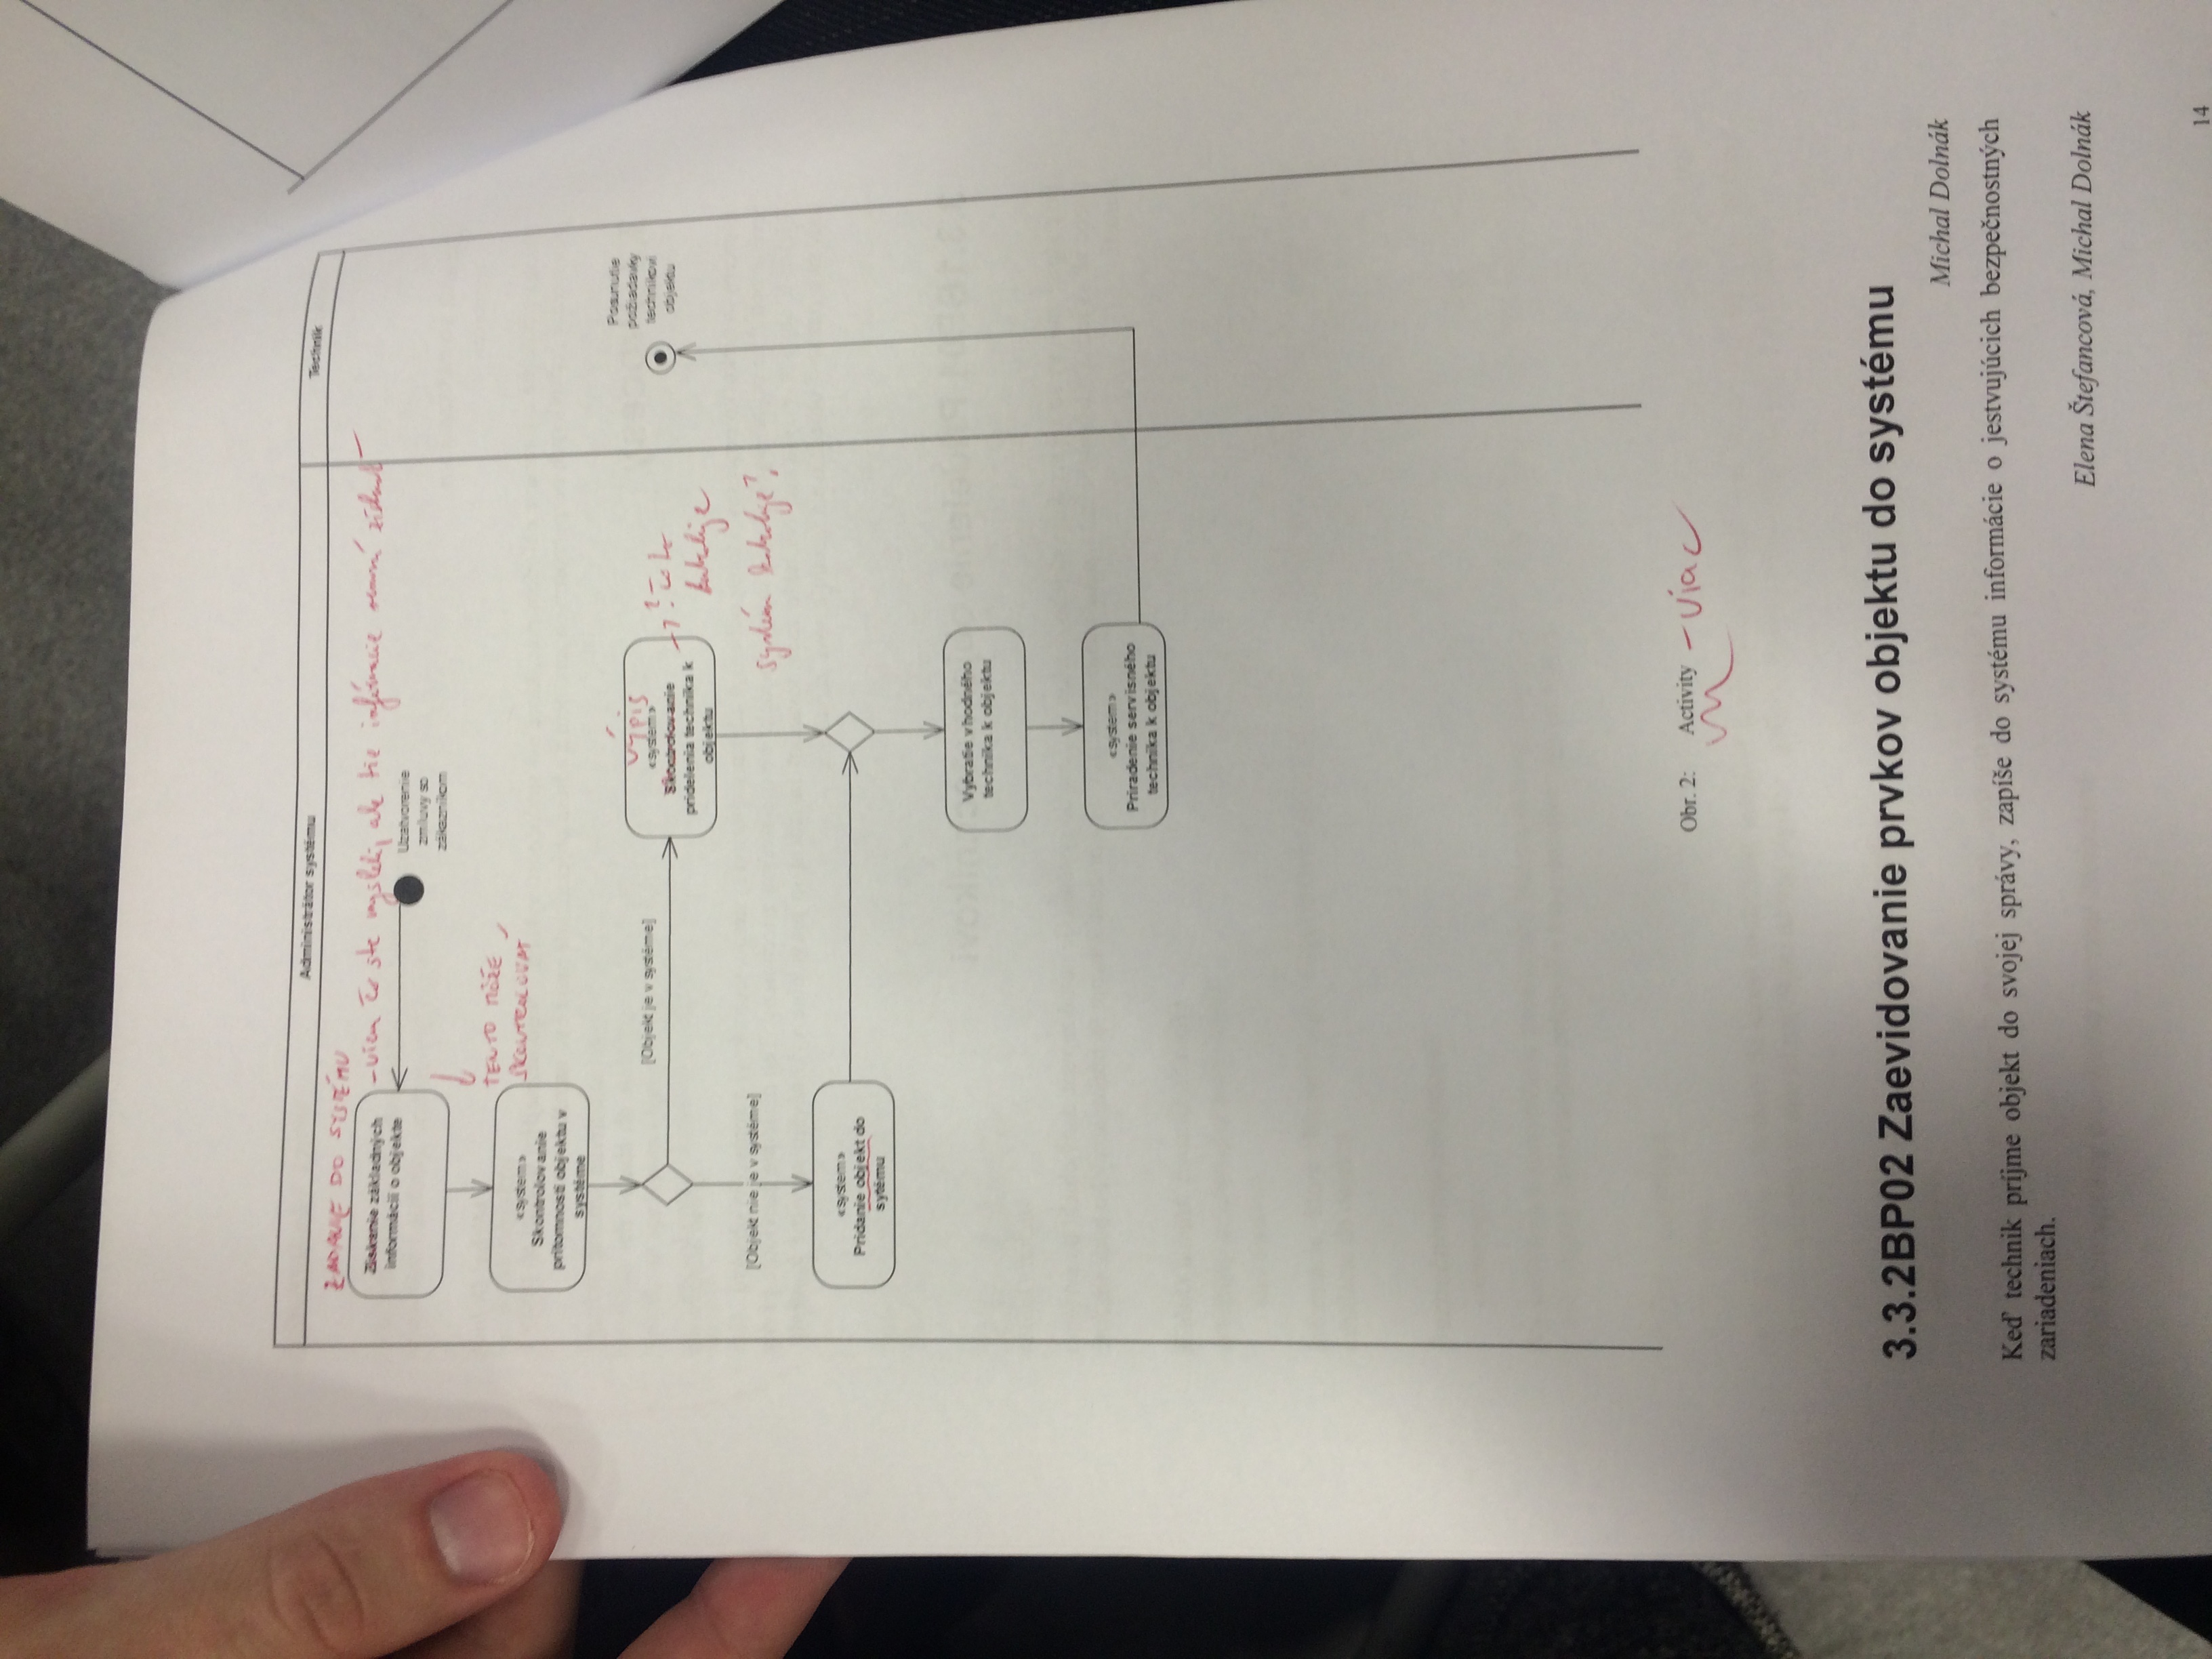 Administrátor systému
Technik
ZADANIE DO SYSTÉMU
Získanie základných
informácií o objekte
- viem čo ste mysleli, ale tie informácie nemusí získať
Uzatvorenie
zmluvy so
zákazníkom
TENTO MÔŽE
SKONTROLOVAŤ
«system»
Skontrolovanie
prítomnosti objektu v
systéme
[Objekt je v systéme]
VÝPIS
«system»
Skontrolovanie
pridelenia technika k
objektu
? čo to
kontroluje
systém kontroluje?
Posunutie
požiadavky
technikovi
objektu
[Objekt nie je v systéme]
«system»
Pridanie objekt do
sytému
Vybratie vhodného
technika k objektu
«system»
Priradenie servisného
technika k objektu
Obr. 2: Activity - viac
3.3.2BP02 Zaevidovanie prvkov objektu do systému
Michal Dolnák
Keď technik príjme objekt do svojej správy, zapíše do systému informácie o jestvujúcich bezpečnostných
zariadeniach.
Elena Štefancová, Michal Dolnák
14